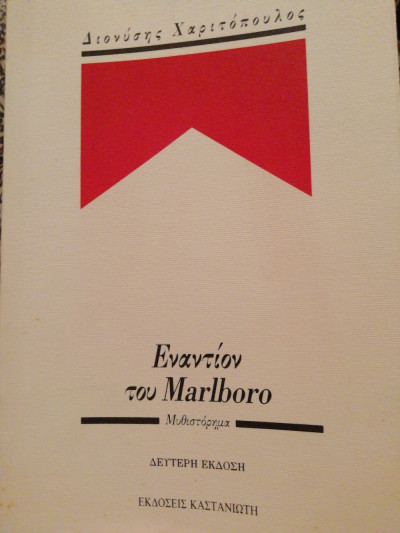 Διονύσης Χαριτόπουλος
Εναντίον
του Marlboro
Μυθιστόρημα
ΔΕΥΤΕΡΗ ΕΚΔΟΣΗ
ΕΚΔΟΣΕΙΣ ΚΑΣΤΑΝΙΩΤΗ